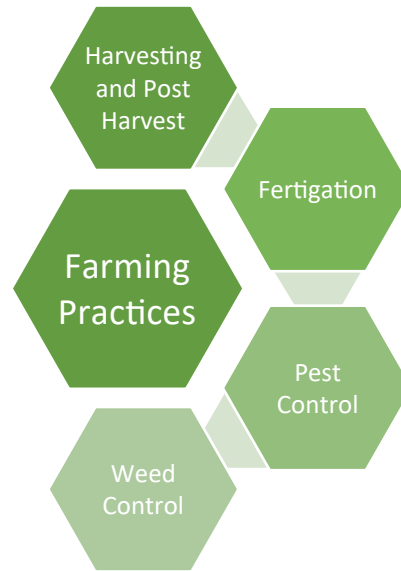 Harvesting
and Post
Harvest
Fertigation
Farming
Practices
Pest
Control
Weed
Control